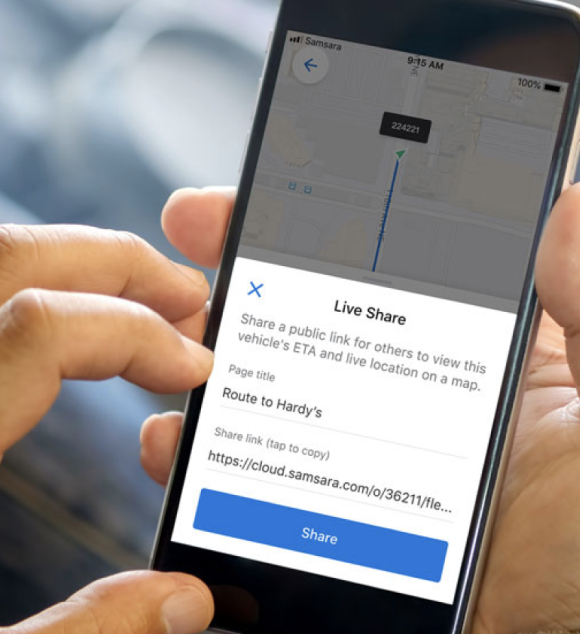 Samsara
9:15 AM
100%
224221
Live Share
Share a public link for others to view this
vehicle's ETA and live location on a map.
Page title
Route to Hardy's
Share link (tap to copy)
https://cloud.samsara.com/o/36211/fle...
Share